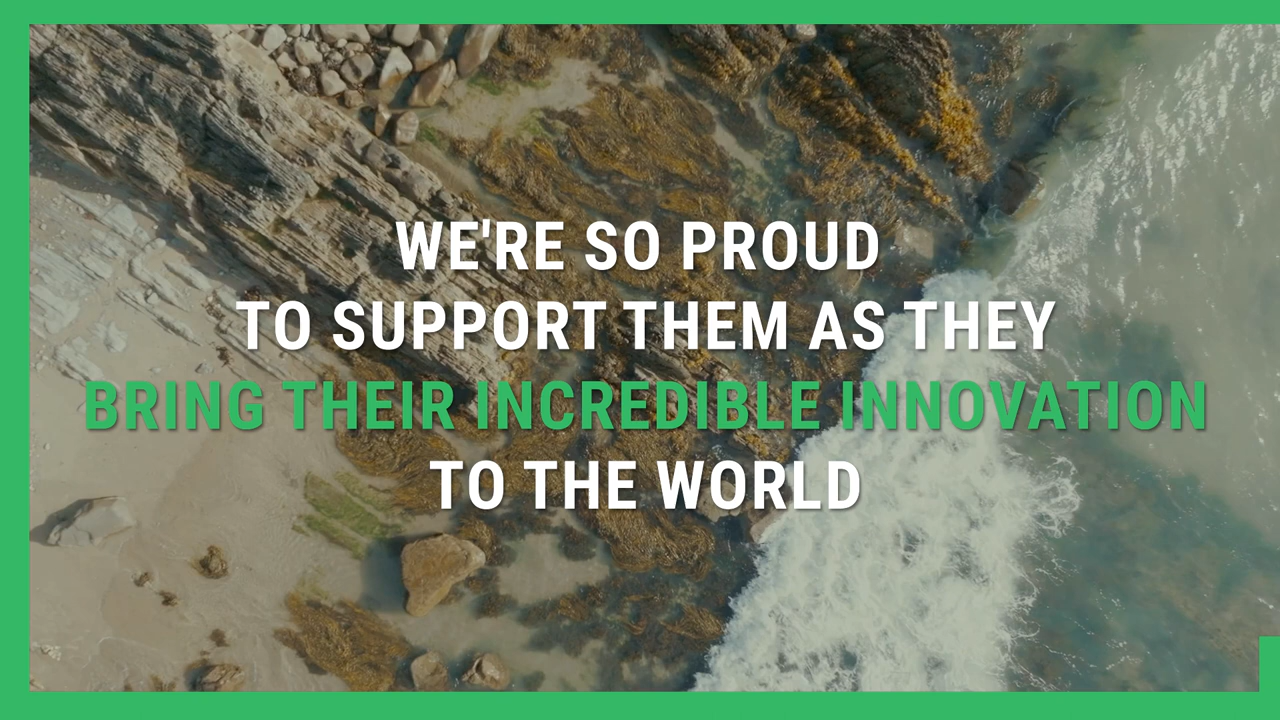 WE'RE SO PROUD
TO SUPPORT THEM AS THEY
BRING THEIR INCREDIBLE INNOVATION
TO THE WORLD